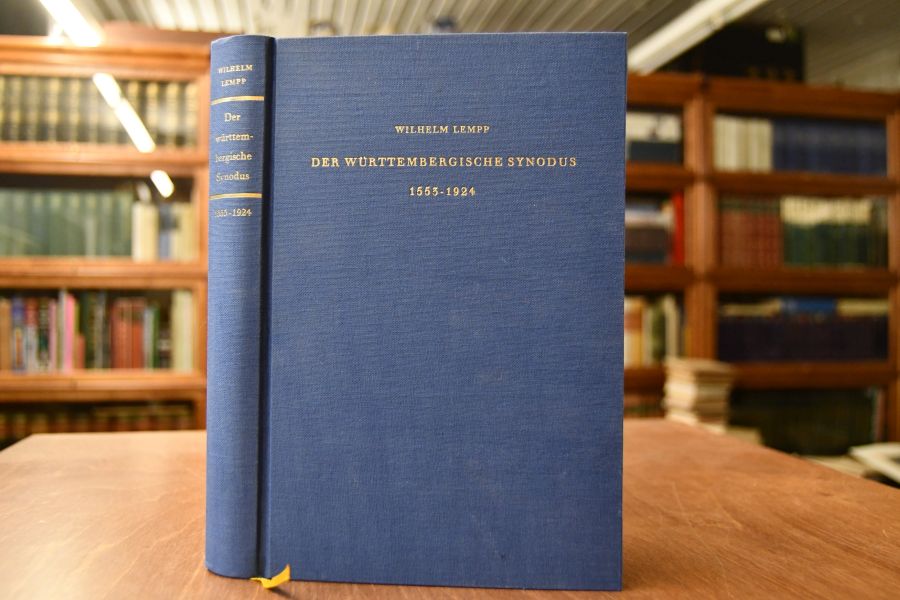 WILHELM
LEMPP
Der
württem-
bergische
Synodus
1553-1924
WILHELM LEMPP
DER WÜRTTEMBERGISCHE SYNODUS
1553-1924